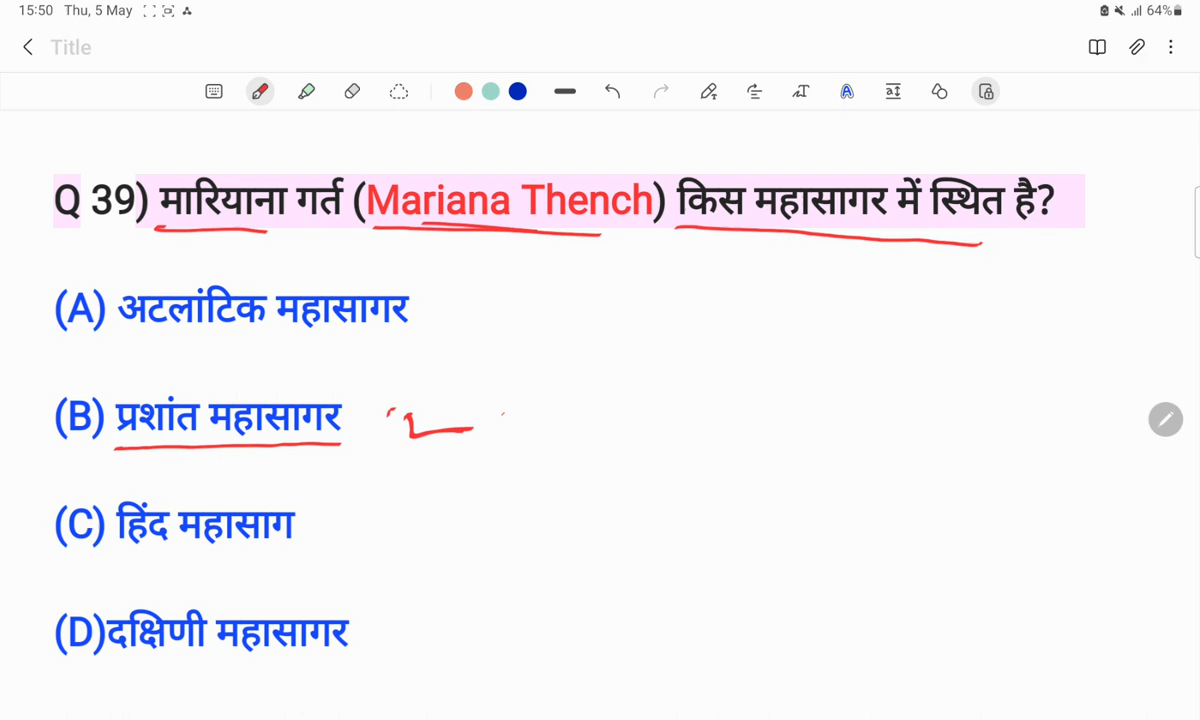 15:50 Thu, 5 May 64%
Title
Q 39) मारियाना गर्त (Mariana Thench) किस महासागर में स्थित है?
(A) अटलांटिक महासागर
(B) प्रशांत महासागर
(C) हिंद महासाग
(D)दक्षिणी महासागर